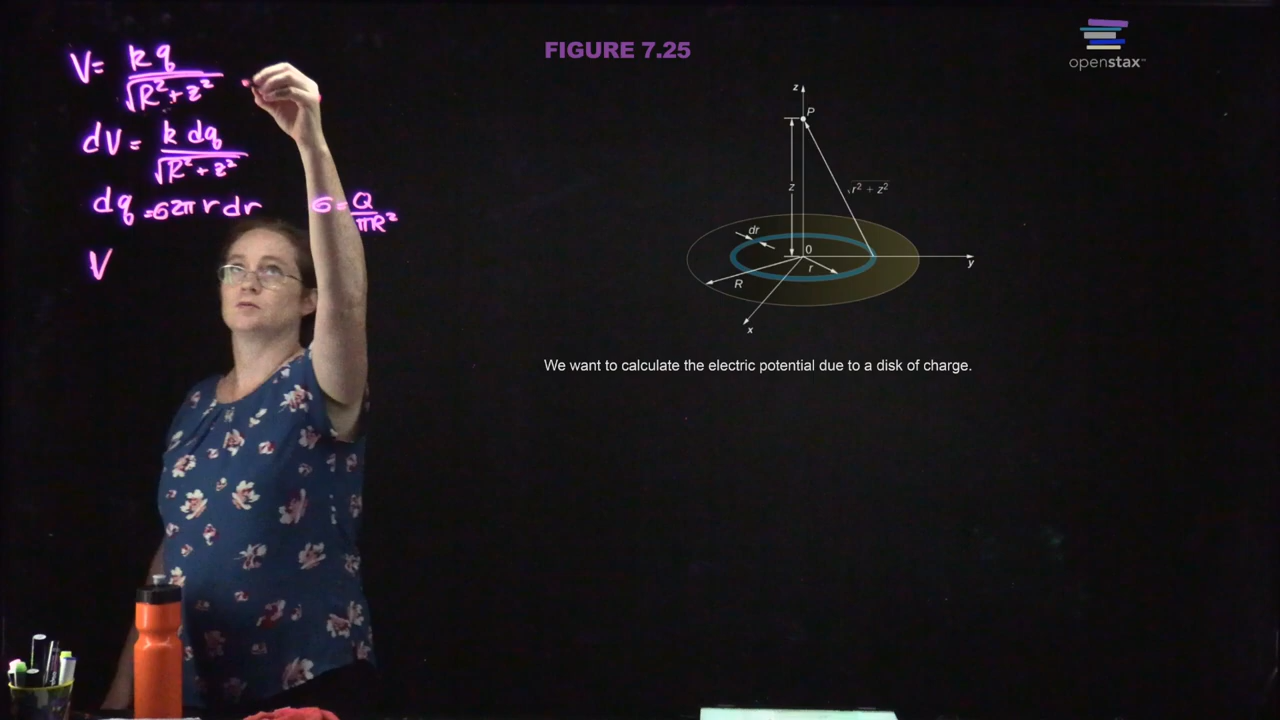 V = kq / √R² + z²
dV = k dq / √R² + z²
dq = σ2π r dr   σ = Q / πR²
V
FIGURE 7.25
openstax™
z
P
z
√r² + z²
dr
0
r
y
R
x
We want to calculate the electric potential due to a disk of charge.